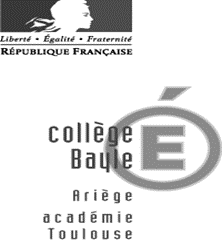 Liberté • Égalité • Fraternité
RÉPUBLIQUE FRANÇAISE
collège
Bayle
É
Ariège
académie
Toulouse